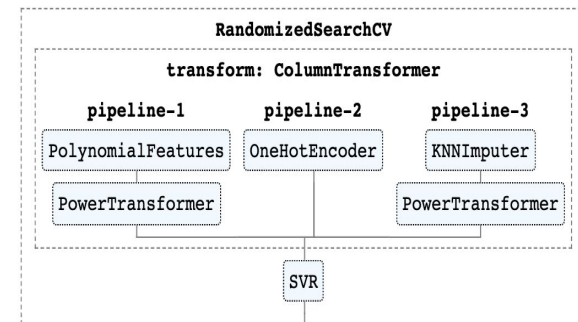 RandomizedSearchCV
transform: ColumnTransformer
pipeline-1 pipeline-2 pipeline-3
PolynomialFeatures OneHotEncoder KNNImputer
PowerTransformer PowerTransformer
SVR